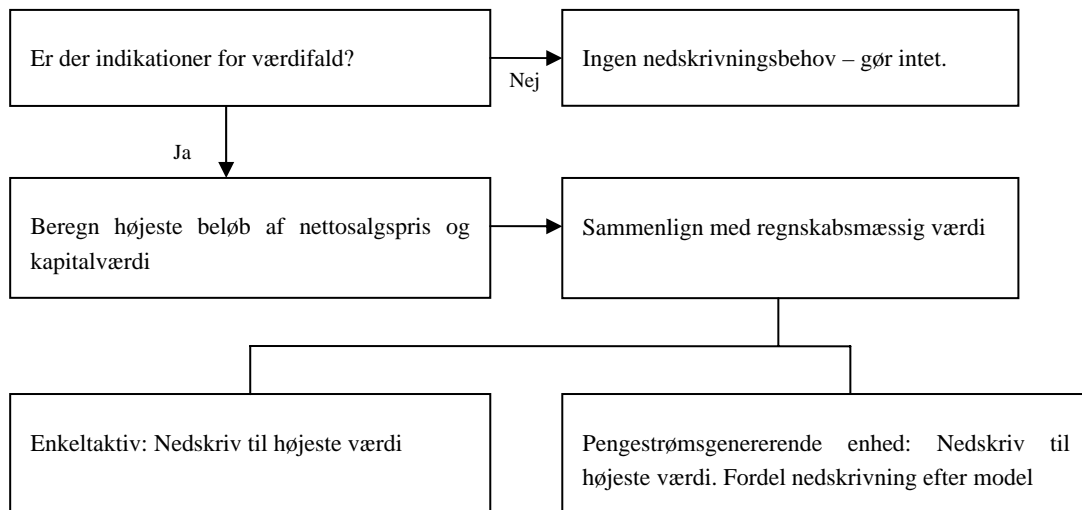 Er der indikationer for værdifald?
Nej
Ingen nedskrivningsbehov – gør intet.
Ja
Beregn højeste beløb af nettosalgspris og
kapitalværdi
Sammenlign med regnskabsmæssig værdi
Enkeltaktiv: Nedskriv til højeste værdi
Pengestrømsgenererende enhed: Nedskriv til
højeste værdi. Fordel nedskrivning efter model